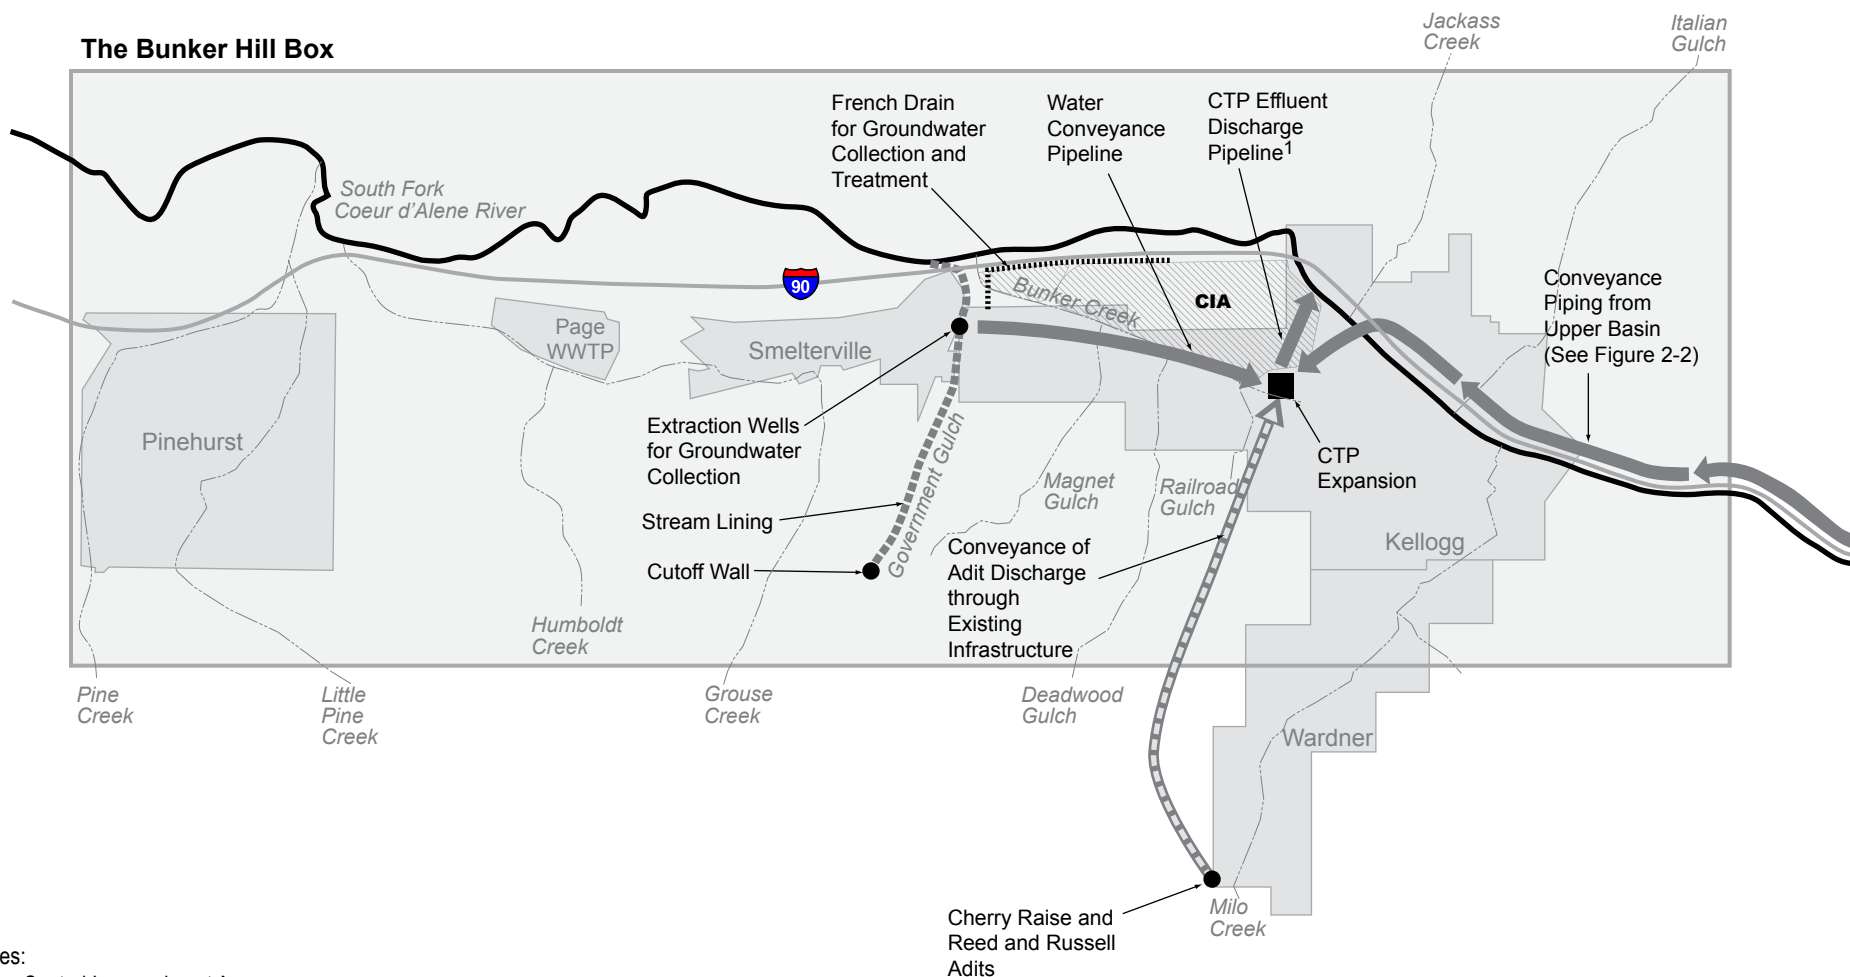 Jackass
Creek
Italian
Gulch
The Bunker Hill Box
French Drain
for Groundwater
Collection and
Treatment
Water
Conveyance
Pipeline
CTP Effluent
Discharge
Pipeline1
South Fork
Coeur d'Alene River
90
Bunker Creek
CIA
Conveyance
Piping from
Upper Basin
(See Figure 2-2)
Page
WWTP
Smelterville
Pinehurst
Extraction Wells
for Groundwater
Collection
Government Gulch
Stream Lining
Cutoff Wall
Magnet
Gulch
Railroad
Gulch
CTP
Expansion
Kellogg
Conveyance of
Adit Discharge
through
Existing
Infrastructure
Humboldt
Creek
Pine
Creek
Little
Pine
Creek
Grouse
Creek
Deadwood
Gulch
Wardner
Milo
Creek
Cherry Raise and
Reed and Russell
Adits
es: